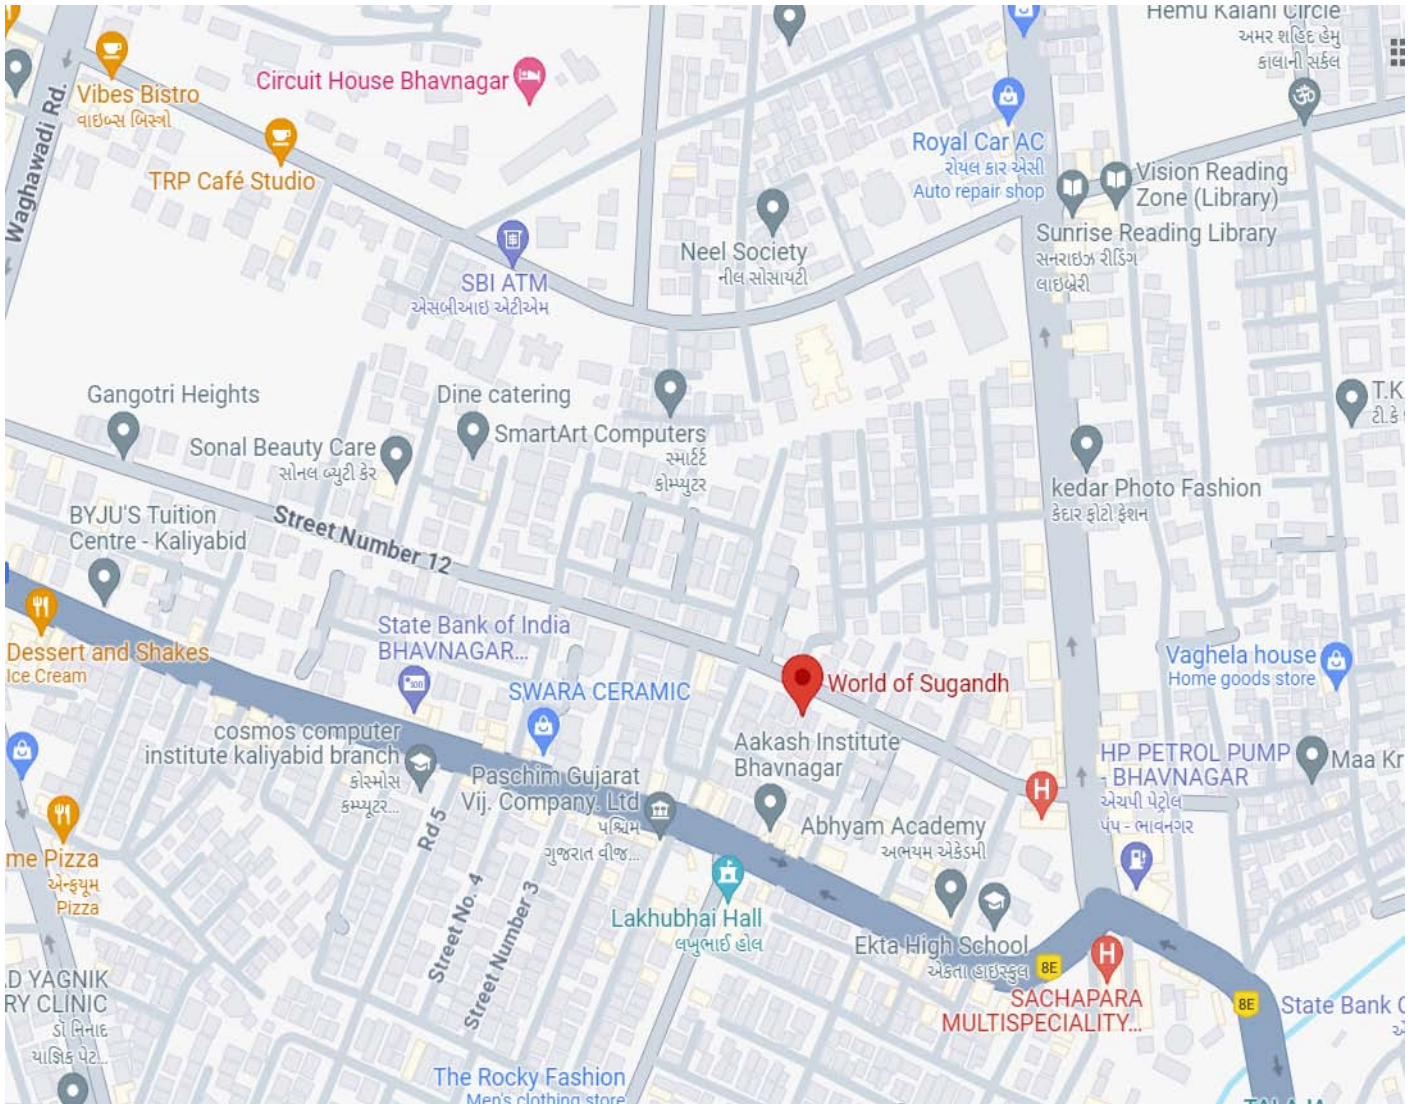 Hemu Kalani Circle
અમર શહિદ હેમુ
કાલાની સર્કલ
Circuit House Bhavnagar
Vibes Bistro
વાઇબ્સ બિસ્ત્રો
Waghawadi Rd.
TRP Café Studio
Royal Car AC
રોયલ કાર એસી
Auto repair shop
Vision Reading
Zone (Library)
Sunrise Reading Library
સનરાઇઝ રીડિંગ
લાઇબ્રેરી
Neel Society
નીલ સોસાયટી
SBI ATM
એસબીઆઇ એટીએમ
Gangotri Heights
Dine catering
T.K
ટી.કે
Sonal Beauty Care
સોનલ બ્યુટી કેર
SmartArt Computers
સ્માર્ટર્ટ
કોમ્પ્યુટર
kedar Photo Fashion
કેદાર ફોટો ફેશન
BYJU'S Tuition
Centre - Kaliyabid
Street Number 12
State Bank of India
BHAVNAGAR...
Dessert and Shakes
Ice Cream
Vaghela house
Home goods store
World of Sugandh
SWARA CERAMIC
cosmos computer
institute kaliyabid branch
કોસ્મોસ
કમ્પ્યુટર...
Aakash Institute
Bhavnagar
HP PETROL PUMP
- BHAVNAGAR
એચપી પેટ્રોલ
પંપ - ભાવનગર
Maa Kr
Paschim Gujarat
Vij. Company. Ltd
પશ્ચિમ
ગુજરાત વીજ...
Rd 5
Abhyam Academy
અભયમ એકેડમી
me Pizza
એન્ફયૂમ
Pizza
Street No. 4
Street Number 3
Lakhubhai Hall
લખુભાઈ હોલ
Ekta High School
એકતા હાઇસ્કુલ
8E
SACHAPARA
MULTISPECIALITY...
8E
State Bank
D YAGNIK
RY CLINIC
ડૉ નિનાદ
યાજ્ઞિક પેટ...
The Rocky Fashion
Men's clothing store